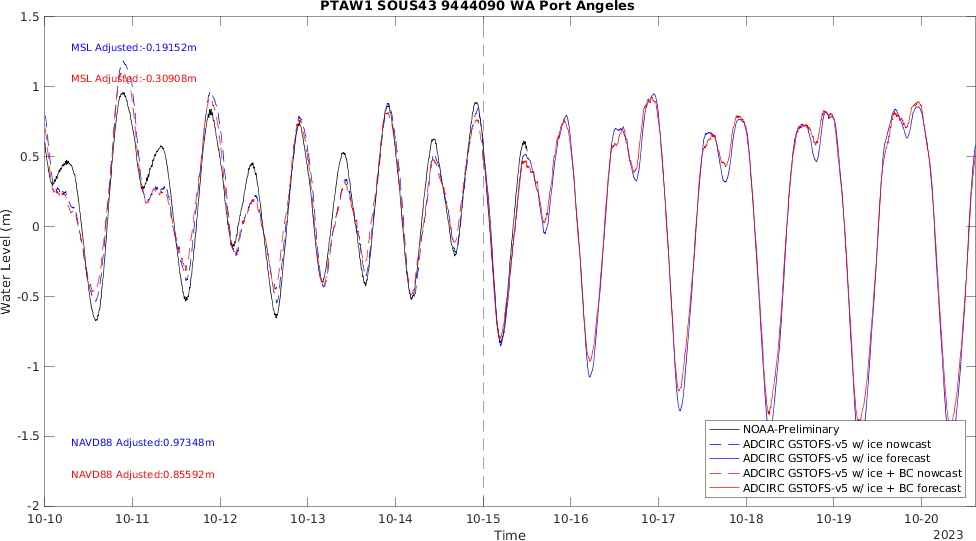 PTAW1 SOUS43 9444090 WA Port Angeles
1.5
MSL Adjusted:-0.19152m
MSL Adjusted:-0.30908m
1
0.5
0
-0.5
-1
-1.5
-2
Water Level (m)
NAVD88 Adjusted:0.97348m
NAVD88 Adjusted:0.85592m
NOAA-Preliminary
ADCIRC GSTOFS-v5 w/ ice nowcast
ADCIRC GSTOFS-v5 w/ ice forecast
ADCIRC GSTOFS-v5 w/ ice + BC nowcast
ADCIRC GSTOFS-v5 w/ ice + BC forecast
10-10 10-11 10-12 10-13 10-14 10-15 10-16 10-17 10-18 10-19 10-20
Time
2023